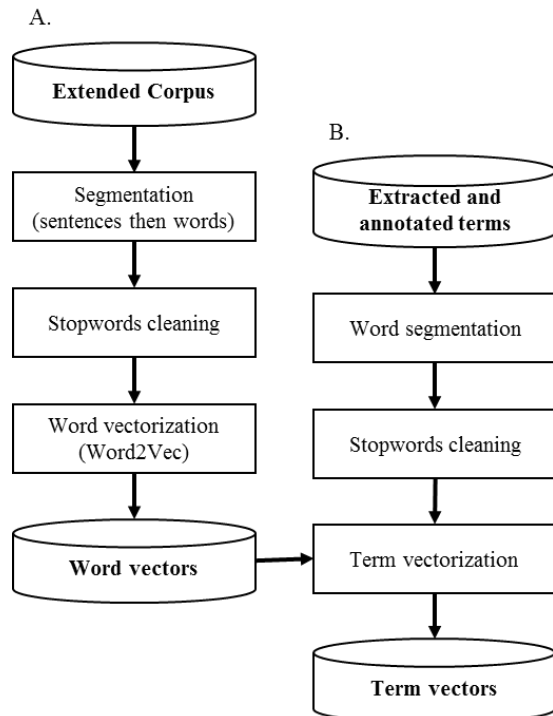 A.
Extended Corpus
Segmentation
(sentences then words)
Stopwords cleaning
Word vectorization
(Word2Vec)
Word vectors
B.
Extracted and
annotated terms
Word segmentation
Stopwords cleaning
Term vectorization
Term vectors